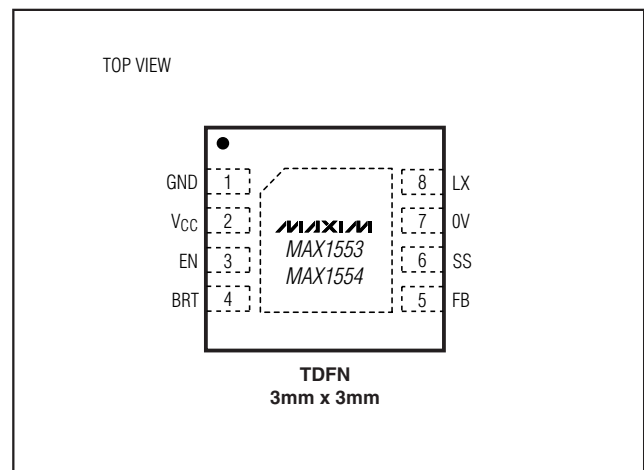 TOP VIEW
GND 1 8 LX
VCC 2 MAXIM 7 0V
EN 3 MAX1553 6 SS
MAX1554
BRT 4 5 FB
TDFN
3mm x 3mm